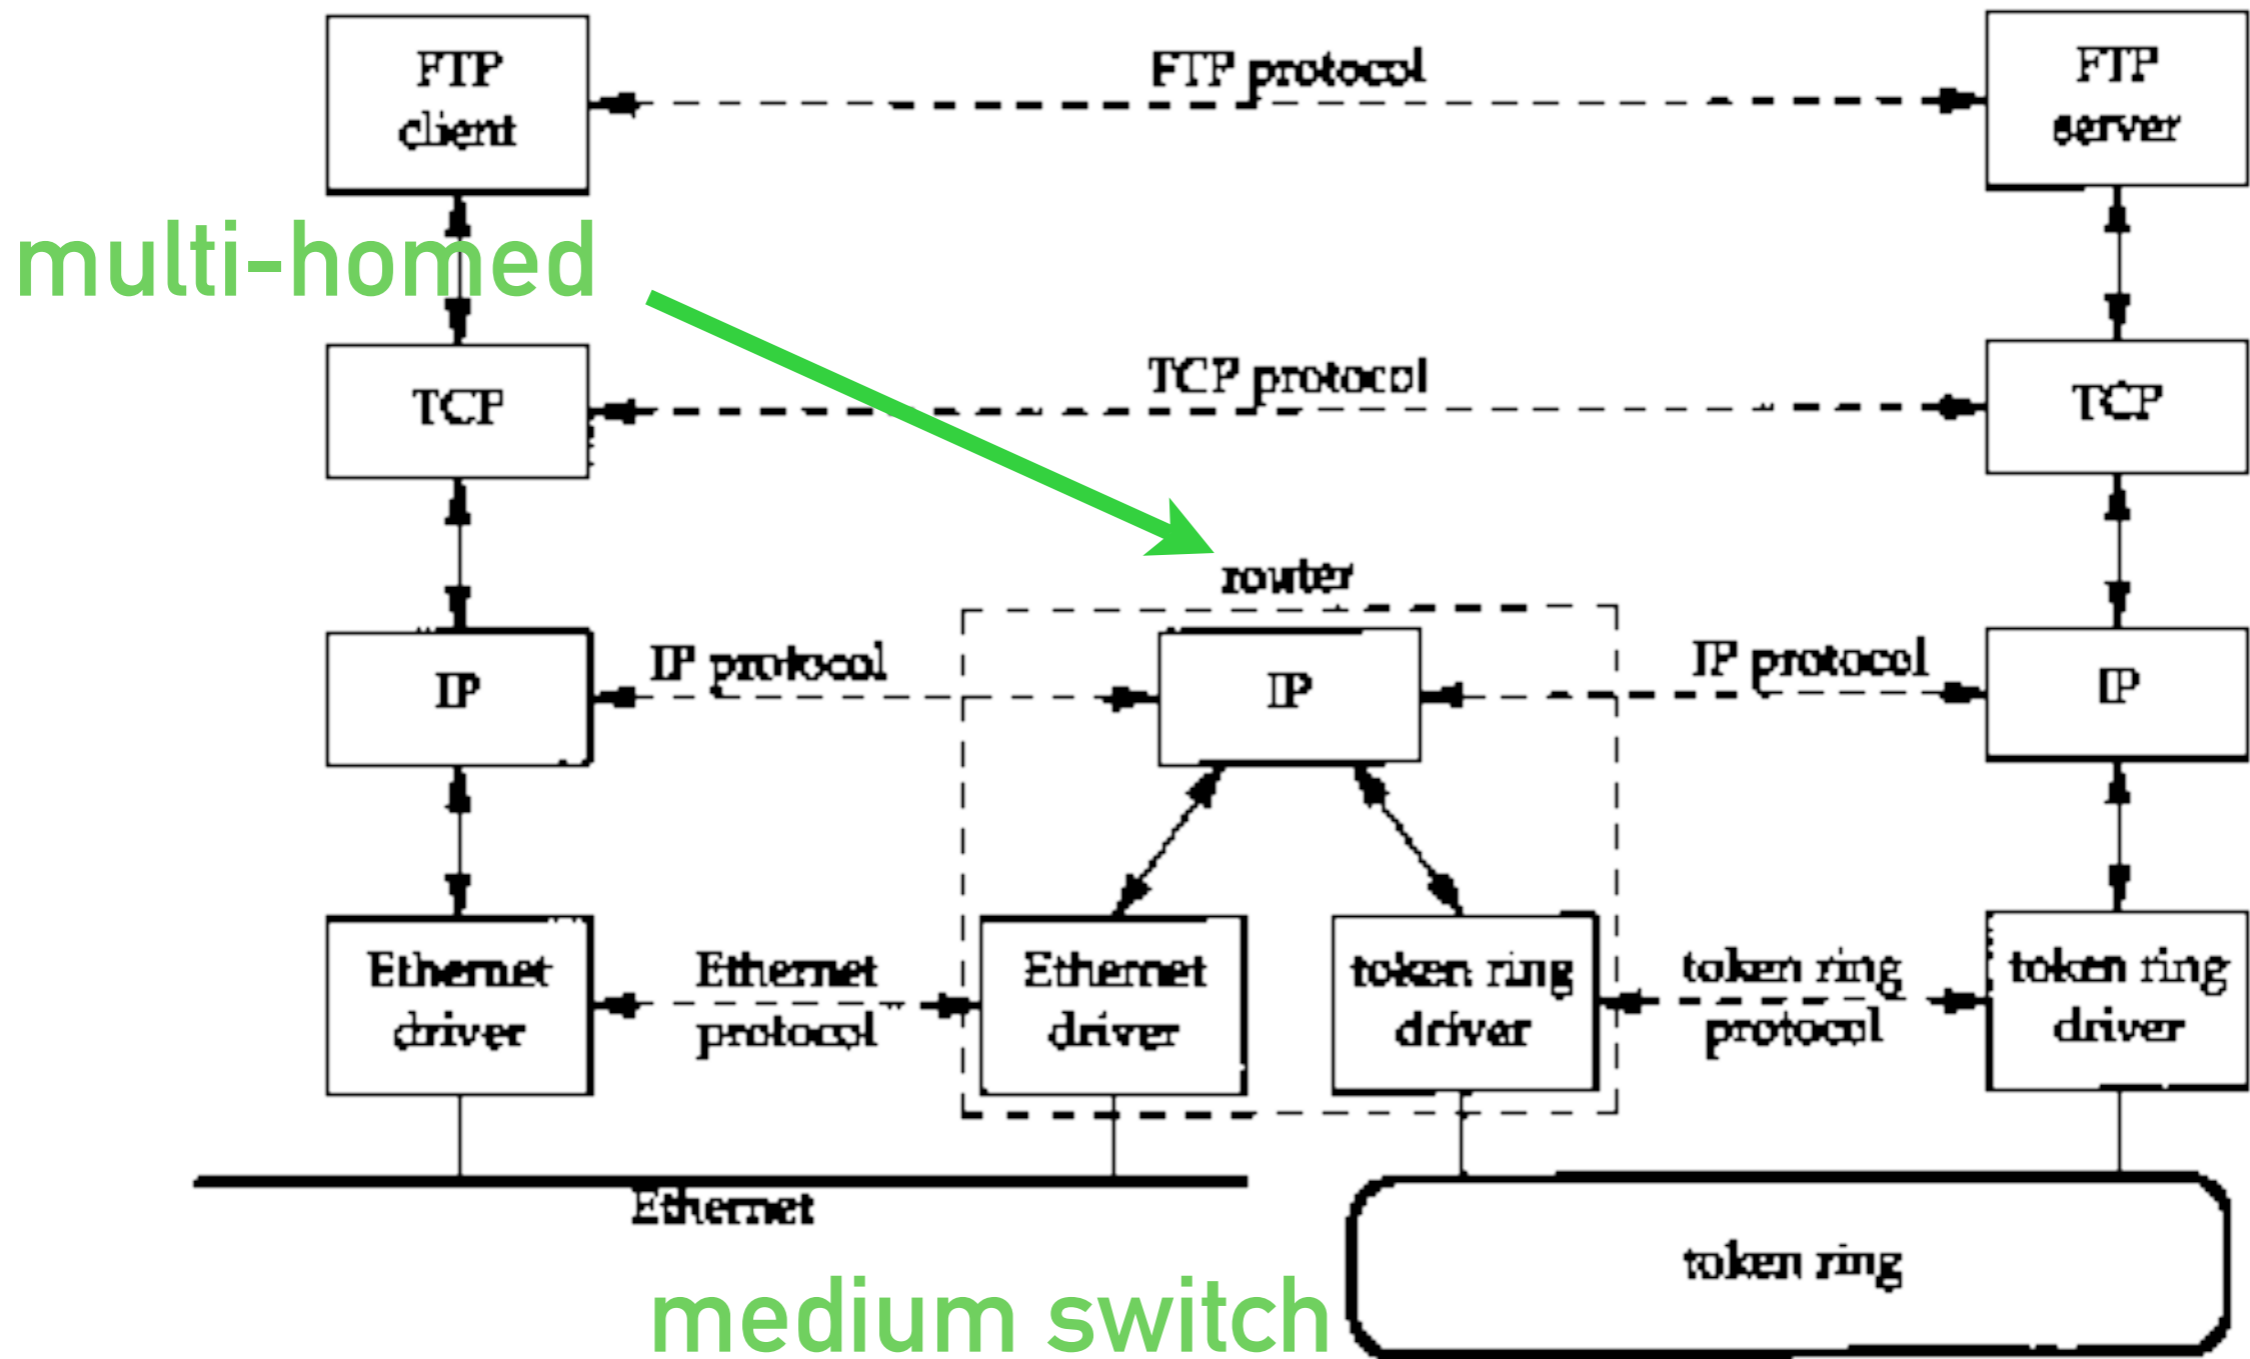 FTP
client
FTP protocol
FTP
server
multi-homed
TCP
TCP protocol
TCP
router
IP
IP protocol
IP
IP protocol
IP
Ethernet
driver
Ethernet
protocol
Ethernet
driver
token ring
driver
token ring
protocol
token ring
driver
Ethernet
token ring
medium switch